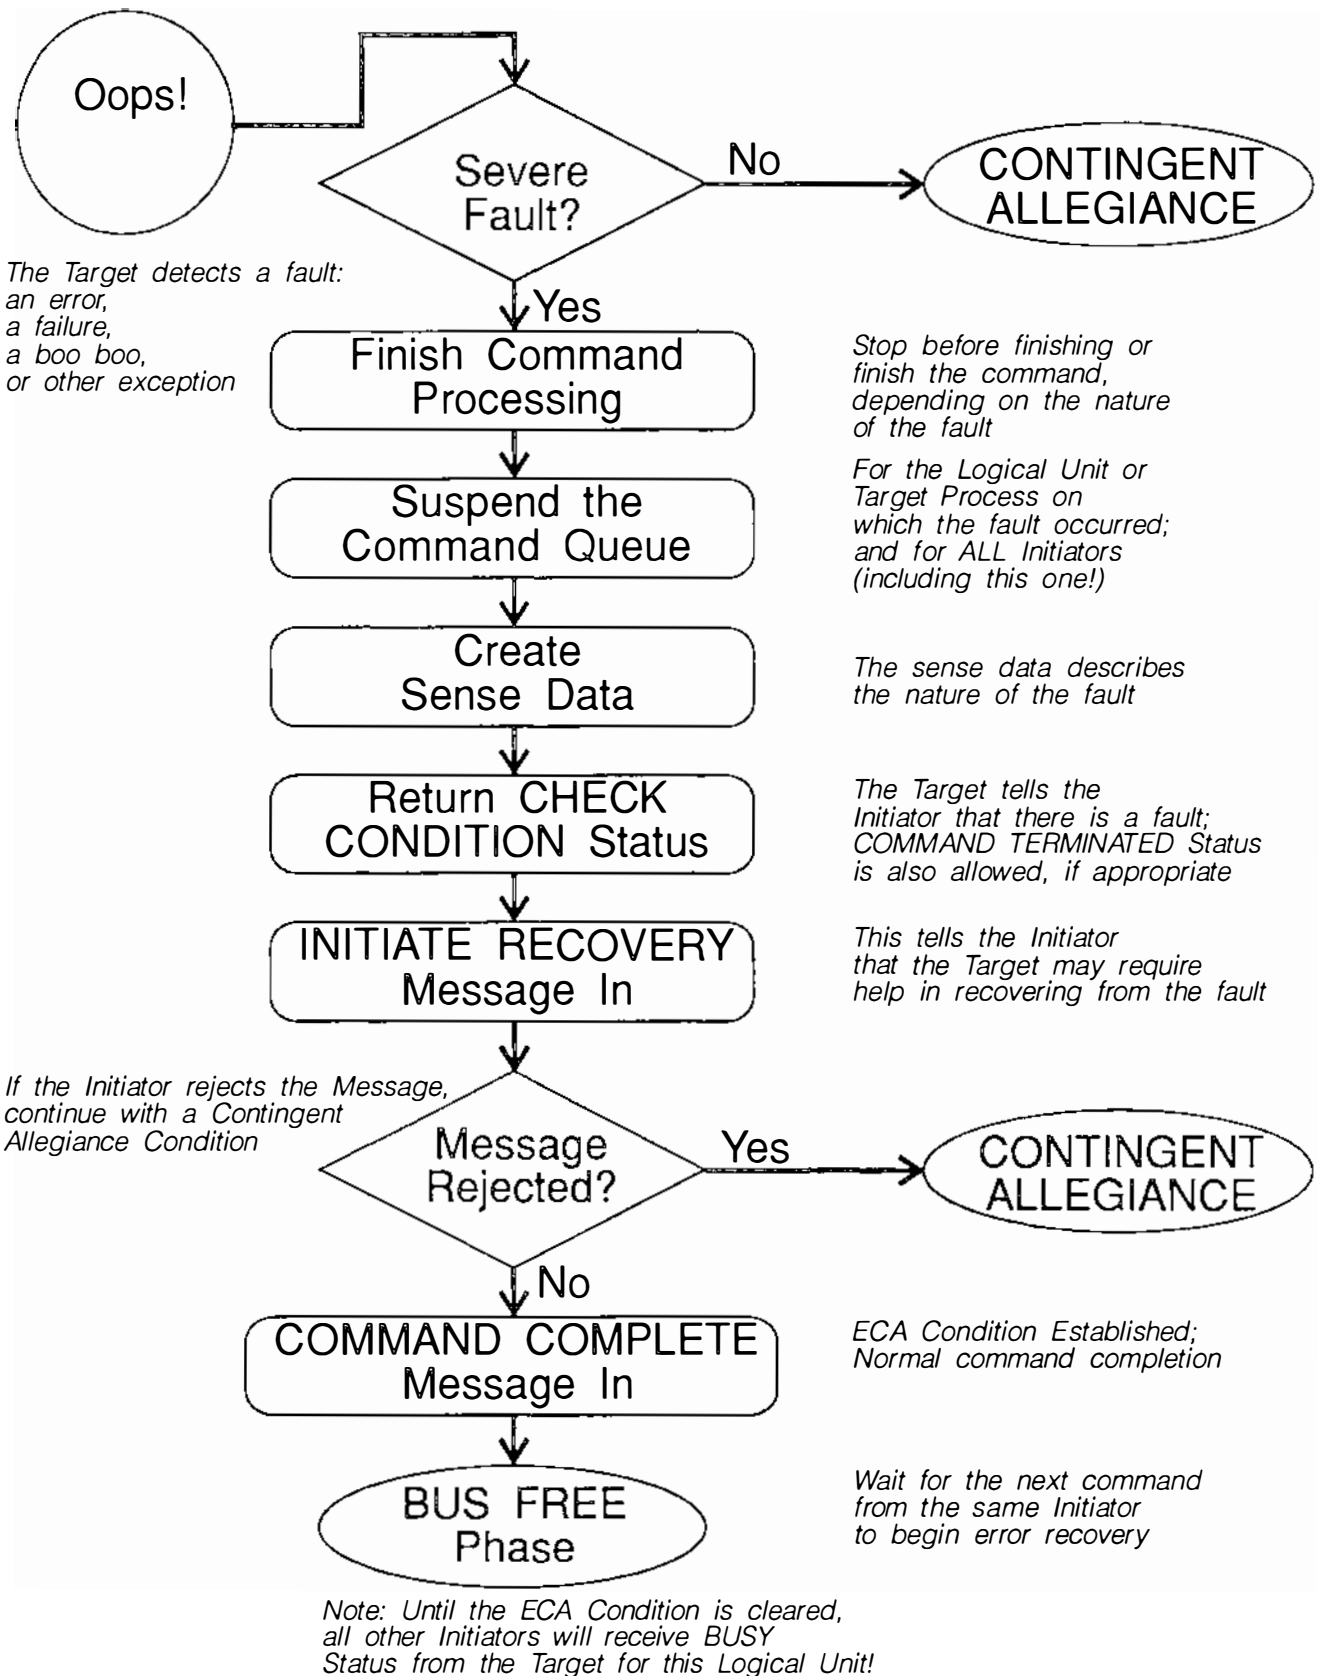 Oops!
Severe
Fault?
No
CONTINGENT
ALLEGIANCE
The Target detects a fault:
an error,
a failure,
a boo boo,
or other exception
Yes
Finish Command
Processing
Stop before finishing or
finish the command,
depending on the nature
of the fault
Suspend the
Command Queue
For the Logical Unit or
Target Process on
which the fault occurred;
and for ALL Initiators
(including this one!)
Create
Sense Data
The sense data describes
the nature of the fault
Return CHECK
CONDITION Status
The Target tells the
Initiator that there is a fault;
COMMAND TERMINATED Status
is also allowed, if appropriate
INITIATE RECOVERY
Message In
This tells the Initiator
that the Target may require
help in recovering from the fault
If the Initiator rejects the Message,
continue with a Contingent
Allegiance Condition
Message
Rejected?
Yes
CONTINGENT
ALLEGIANCE
No
COMMAND COMPLETE
Message In
ECA Condition Established;
Normal command completion
BUS FREE
Phase
Wait for the next command
from the same Initiator
to begin error recovery
Note: Until the ECA Condition is cleared,
all other Initiators will receive BUSY
Status from the Target for this Logical Unit!